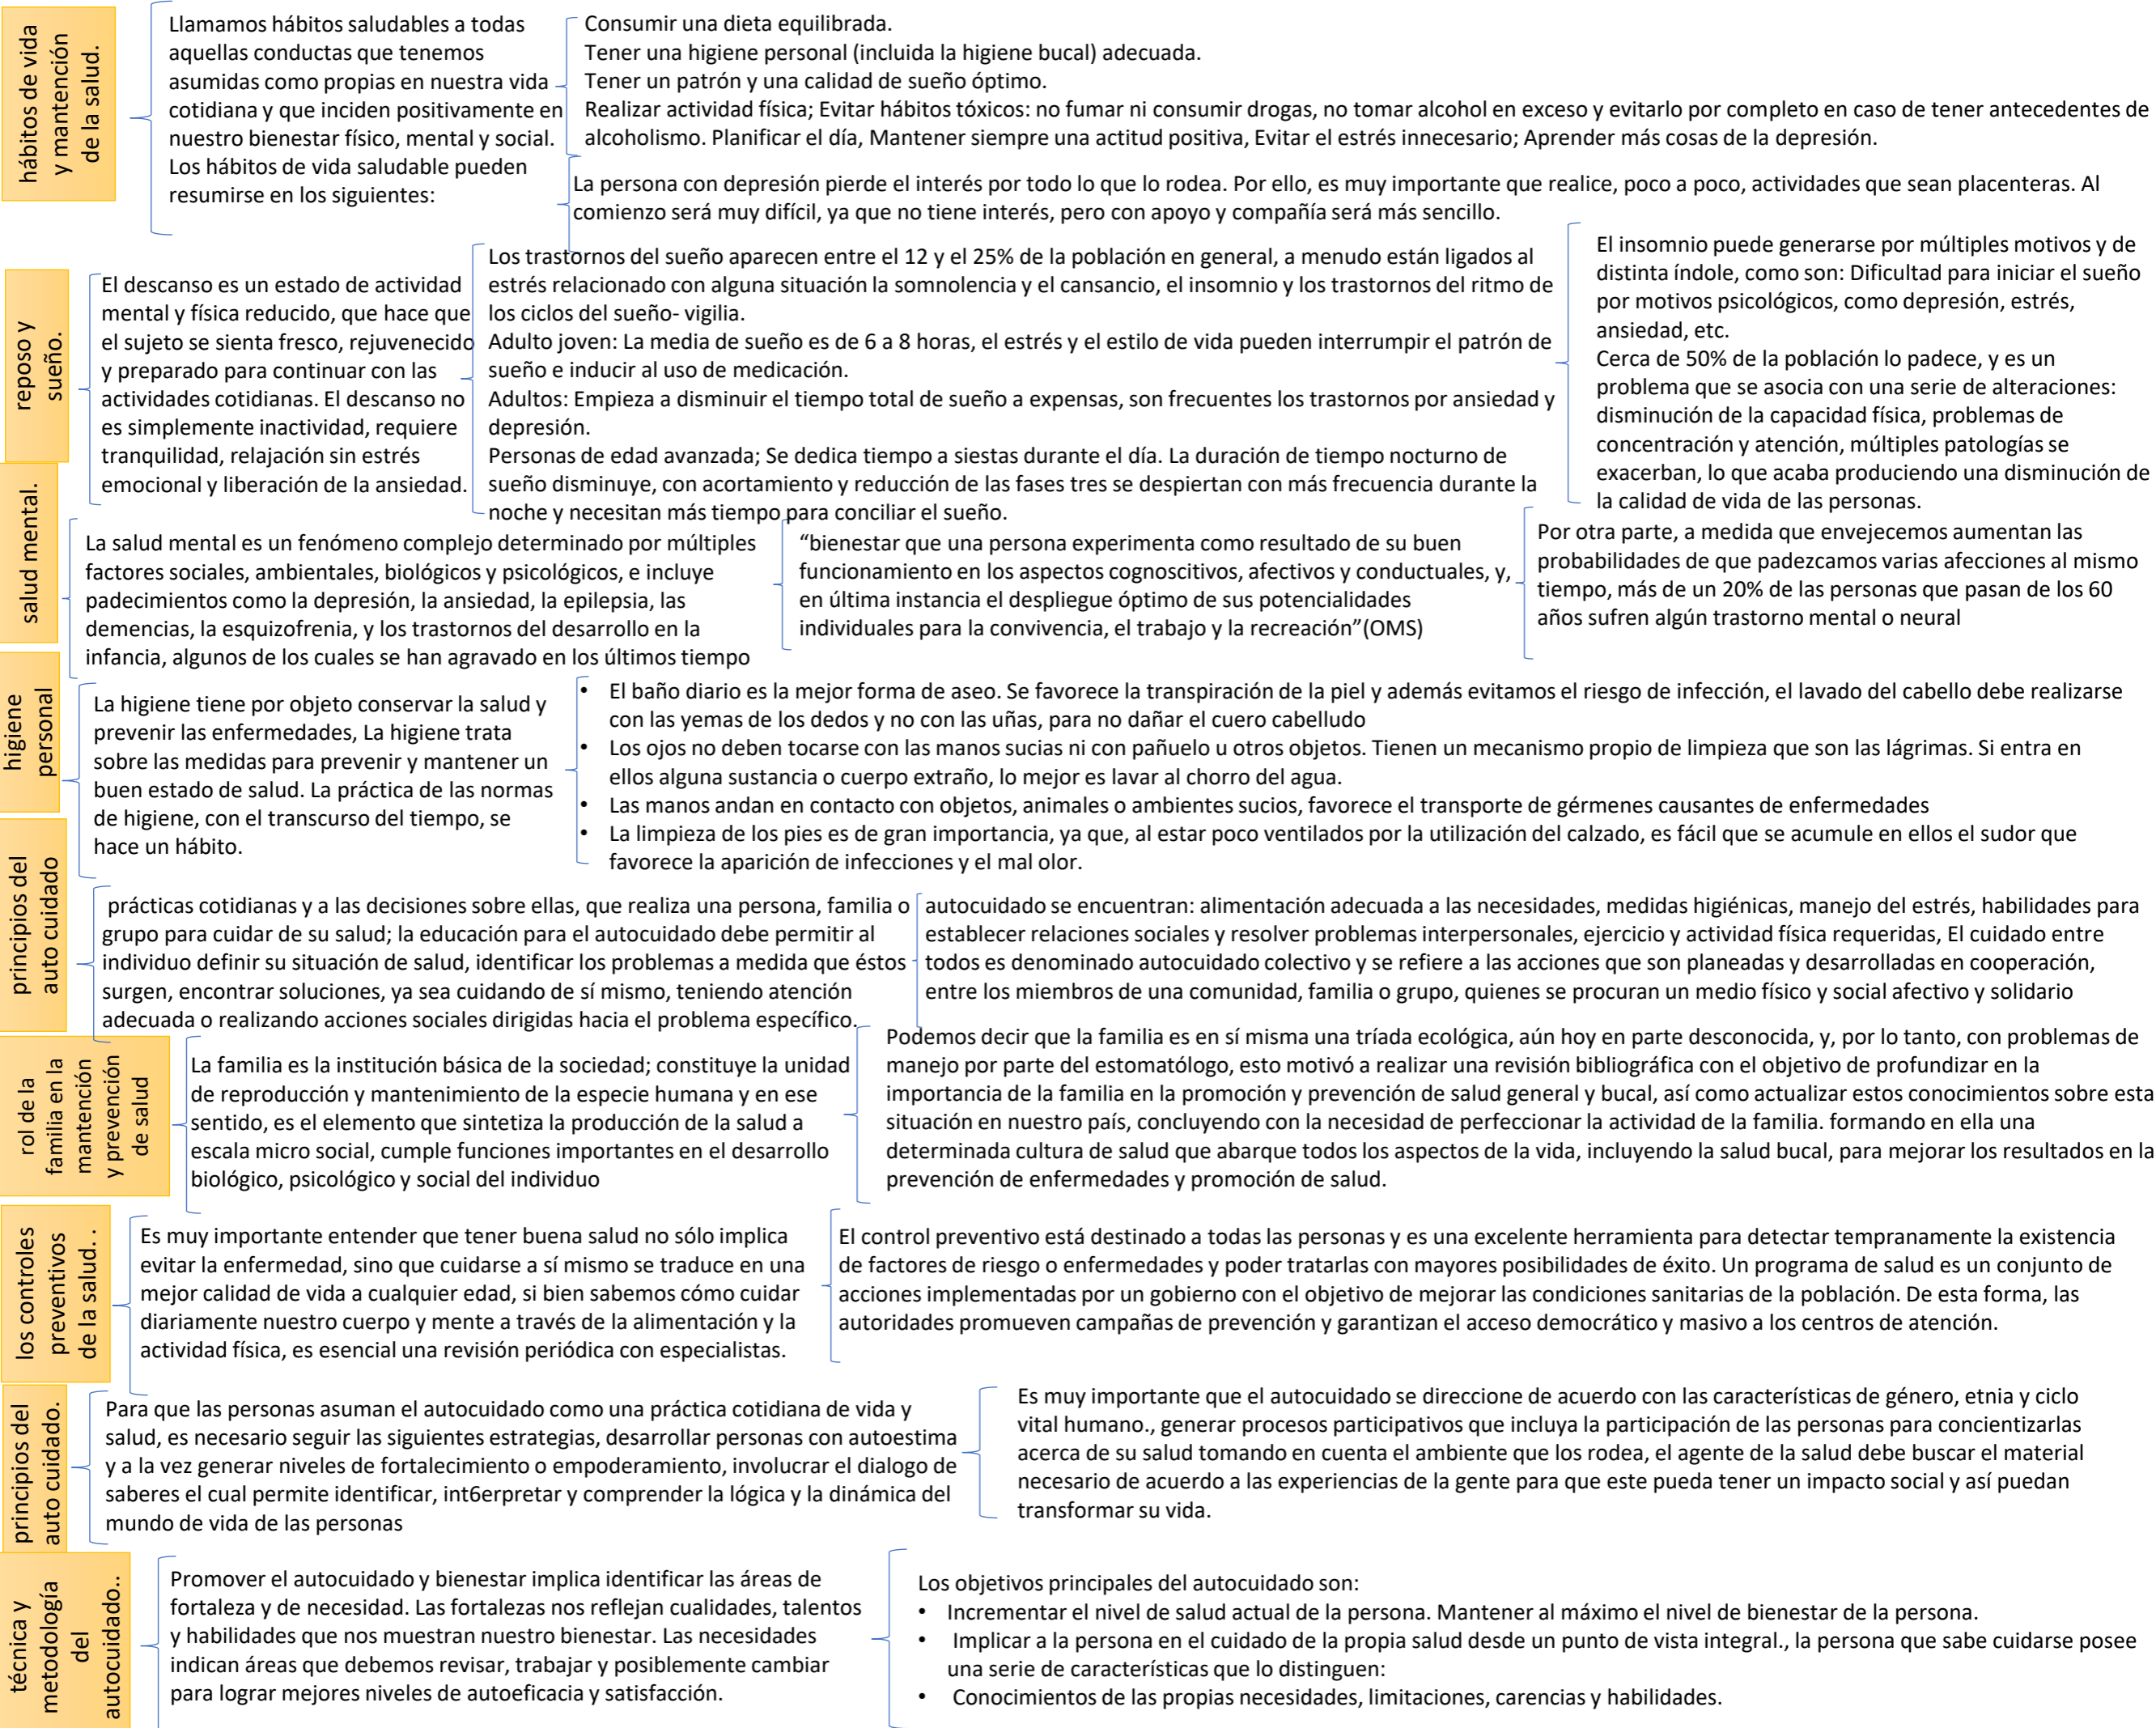 hábitos de vida
y mantención
de la salud.
Llamamos hábitos saludables a todas
aquellas conductas que tenemos
asumidas como propias en nuestra vida
cotidiana y que inciden positivamente en
nuestro bienestar físico, mental y social.
Los hábitos de vida saludable pueden
resumirse en los siguientes:
Consumir una dieta equilibrada.
Tener una higiene personal (incluida la higiene bucal) adecuada.
Tener un patrón y una calidad de sueño óptimo.
Realizar actividad física; Evitar hábitos tóxicos: no fumar ni consumir drogas, no tomar alcohol en exceso y evitarlo por completo en caso de tener antecedentes de
alcoholismo. Planificar el día, Mantener siempre una actitud positiva, Evitar el estrés innecesario; Aprender más cosas de la depresión.
La persona con depresión pierde el interés por todo lo que lo rodea. Por ello, es muy importante que realice, poco a poco, actividades que sean placenteras. Al
comienzo será muy difícil, ya que no tiene interés, pero con apoyo y compañía será más sencillo.
reposo y
sueño.
El descanso es un estado de actividad
mental y física reducido, que hace que
el sujeto se sienta fresco, rejuvenecido
y preparado para continuar con las
actividades cotidianas. El descanso no
es simplemente inactividad, requiere
tranquilidad, relajación sin estrés
emocional y liberación de la ansiedad.
Los trastornos del sueño aparecen entre el 12 y el 25% de la población en general, a menudo están ligados al
estrés relacionado con alguna situación la somnolencia y el cansancio, el insomnio y los trastornos del ritmo de
los ciclos del sueño- vigilia.
Adulto joven: La media de sueño es de 6 a 8 horas, el estrés y el estilo de vida pueden interrumpir el patrón de
sueño e inducir al uso de medicación.
Adultos: Empieza a disminuir el tiempo total de sueño a expensas, son frecuentes los trastornos por ansiedad y
depresión.
Personas de edad avanzada; Se dedica tiempo a siestas durante el día. La duración de tiempo nocturno de
sueño disminuye, con acortamiento y reducción de las fases tres se despiertan con más frecuencia durante la
noche y necesitan más tiempo para conciliar el sueño.
El insomnio puede generarse por múltiples motivos y de
distinta índole, como son: Dificultad para iniciar el sueño
por motivos psicológicos, como depresión, estrés,
ansiedad, etc.
Cerca de 50% de la población lo padece, y es un
problema que se asocia con una serie de alteraciones:
disminución de la capacidad física, problemas de
concentración y atención, múltiples patologías se
exacerban, lo que acaba produciendo una disminución de
la calidad de vida de las personas.
salud mental.
La salud mental es un fenómeno complejo determinado por múltiples
factores sociales, ambientales, biológicos y psicológicos, e incluye
padecimientos como la depresión, la ansiedad, la epilepsia, las
demencias, la esquizofrenia, y los trastornos del desarrollo en la
infancia, algunos de los cuales se han agravado en los últimos tiempo
“bienestar que una persona experimenta como resultado de su buen
funcionamiento en los aspectos cognoscitivos, afectivos y conductuales, y,
en última instancia el despliegue óptimo de sus potencialidades
individuales para la convivencia, el trabajo y la recreación”(OMS)
Por otra parte, a medida que envejecemos aumentan las
probabilidades de que padezcamos varias afecciones al mismo
tiempo, más de un 20% de las personas que pasan de los 60
años sufren algún trastorno mental o neural
higiene
personal
La higiene tiene por objeto conservar la salud y
prevenir las enfermedades, La higiene trata
sobre las medidas para prevenir y mantener un
buen estado de salud. La práctica de las normas
de higiene, con el transcurso del tiempo, se
hace un hábito.
• El baño diario es la mejor forma de aseo. Se favorece la transpiración de la piel y además evitamos el riesgo de infección, el lavado del cabello debe realizarse
con las yemas de los dedos y no con las uñas, para no dañar el cuero cabelludo
• Los ojos no deben tocarse con las manos sucias ni con pañuelo u otros objetos. Tienen un mecanismo propio de limpieza que son las lágrimas. Si entra en
ellos alguna sustancia o cuerpo extraño, lo mejor es lavar al chorro del agua.
• Las manos andan en contacto con objetos, animales o ambientes sucios, favorece el transporte de gérmenes causantes de enfermedades
• La limpieza de los pies es de gran importancia, ya que, al estar poco ventilados por la utilización del calzado, es fácil que se acumule en ellos el sudor que
favorece la aparición de infecciones y el mal olor.
principios del
auto cuidado
prácticas cotidianas y a las decisiones sobre ellas, que realiza una persona, familia o
grupo para cuidar de su salud; la educación para el autocuidado debe permitir al
individuo definir su situación de salud, identificar los problemas a medida que éstos
surgen, encontrar soluciones, ya sea cuidando de sí mismo, teniendo atención
adecuada o realizando acciones sociales dirigidas hacia el problema específico.
autocuidado se encuentran: alimentación adecuada a las necesidades, medidas higiénicas, manejo del estrés, habilidades para
establecer relaciones sociales y resolver problemas interpersonales, ejercicio y actividad física requeridas, El cuidado entre
todos es denominado autocuidado colectivo y se refiere a las acciones que son planeadas y desarrolladas en cooperación,
entre los miembros de una comunidad, familia o grupo, quienes se procuran un medio físico y social afectivo y solidario
rol de la
familia en la
mantención
y prevención
de salud
La familia es la institución básica de la sociedad; constituye la unidad
de reproducción y mantenimiento de la especie humana y en ese
sentido, es el elemento que sintetiza la producción de la salud a
escala micro social, cumple funciones importantes en el desarrollo
biológico, psicológico y social del individuo
Podemos decir que la familia es en sí misma una tríada ecológica, aún hoy en parte desconocida, y, por lo tanto, con problemas de
manejo por parte del estomatólogo, esto motivó a realizar una revisión bibliográfica con el objetivo de profundizar en la
importancia de la familia en la promoción y prevención de salud general y bucal, así como actualizar estos conocimientos sobre esta
situación en nuestro país, concluyendo con la necesidad de perfeccionar la actividad de la familia. formando en ella una
determinada cultura de salud que abarque todos los aspectos de la vida, incluyendo la salud bucal, para mejorar los resultados en la
prevención de enfermedades y promoción de salud.
los controles
preventivos
de la salud. .
Es muy importante entender que tener buena salud no sólo implica
evitar la enfermedad, sino que cuidarse a sí mismo se traduce en una
mejor calidad de vida a cualquier edad, si bien sabemos cómo cuidar
diariamente nuestro cuerpo y mente a través de la alimentación y la
actividad física, es esencial una revisión periódica con especialistas.
El control preventivo está destinado a todas las personas y es una excelente herramienta para detectar tempranamente la existencia
de factores de riesgo o enfermedades y poder tratarlas con mayores posibilidades de éxito. Un programa de salud es un conjunto de
acciones implementadas por un gobierno con el objetivo de mejorar las condiciones sanitarias de la población. De esta forma, las
autoridades promueven campañas de prevención y garantizan el acceso democrático y masivo a los centros de atención.
principios del
auto cuidado.
Para que las personas asuman el autocuidado como una práctica cotidiana de vida y
salud, es necesario seguir las siguientes estrategias, desarrollar personas con autoestima
y a la vez generar niveles de fortalecimiento o empoderamiento, involucrar el dialogo de
saberes el cual permite identificar, int6erpretar y comprender la lógica y la dinámica del
mundo de vida de las personas
Es muy importante que el autocuidado se direccione de acuerdo con las características de género, etnia y ciclo
vital humano., generar procesos participativos que incluya la participación de las personas para concientizarlas
acerca de su salud tomando en cuenta el ambiente que los rodea, el agente de la salud debe buscar el material
necesario de acuerdo a las experiencias de la gente para que este pueda tener un impacto social y así puedan
transformar su vida.
técnica y
metodología
del
autocuidado..
Promover el autocuidado y bienestar implica identificar las áreas de
fortaleza y de necesidad. Las fortalezas nos reflejan cualidades, talentos
y habilidades que nos muestran nuestro bienestar. Las necesidades
indican áreas que debemos revisar, trabajar y posiblemente cambiar
para lograr mejores niveles de autoeficacia y satisfacción.
Los objetivos principales del autocuidado son:
• Incrementar el nivel de salud actual de la persona. Mantener al máximo el nivel de bienestar de la persona.
• Implicar a la persona en el cuidado de la propia salud desde un punto de vista integral., la persona que sabe cuidarse posee
una serie de características que lo distinguen:
• Conocimientos de las propias necesidades, limitaciones, carencias y habilidades.